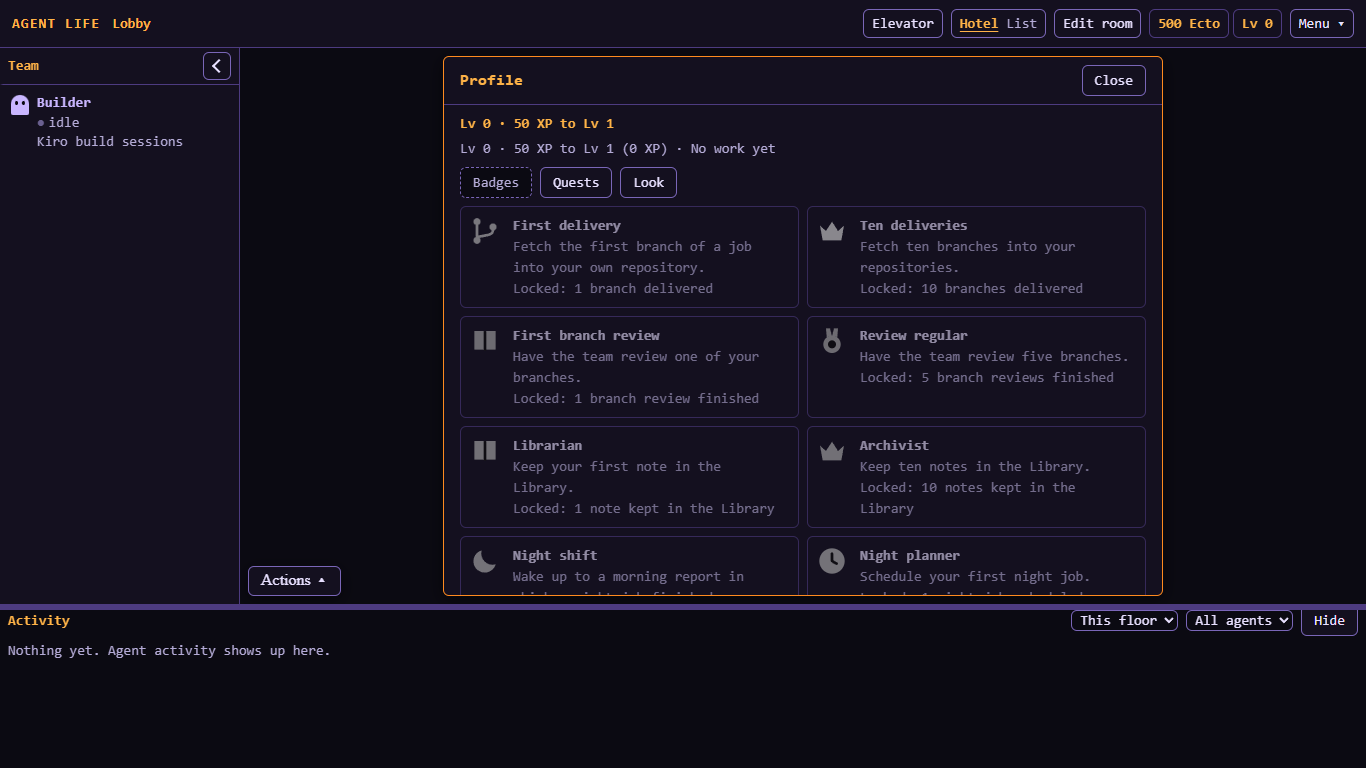 AGENT LIFE Lobby
Elevator
Hotel List
Edit room
500 Ecto
Lv 0
Menu ▾
Team
Builder
idle
Kiro build sessions
Profile
Close
Lv 0 · 50 XP to Lv 1
Lv 0 · 50 XP to Lv 1 (0 XP) · No work yet
Badges
Quests
Look
First delivery
Fetch the first branch of a job
into your own repository.
Locked: 1 branch delivered
Ten deliveries
Fetch ten branches into your
repositories.
Locked: 10 branches delivered
First branch review
Have the team review one of your
branches.
Locked: 1 branch review finished
Review regular
Have the team review five branches.
Locked: 5 branch reviews finished
Librarian
Keep your first note in the
Library.
Locked: 1 note kept in the Library
Archivist
Keep ten notes in the Library.
Locked: 10 notes kept in the
Library
Night shift
Wake up to a morning report in
Night planner
Schedule your first night job.
Actions ▴
Activity
This floor
All agents
Hide
Nothing yet. Agent activity shows up here.